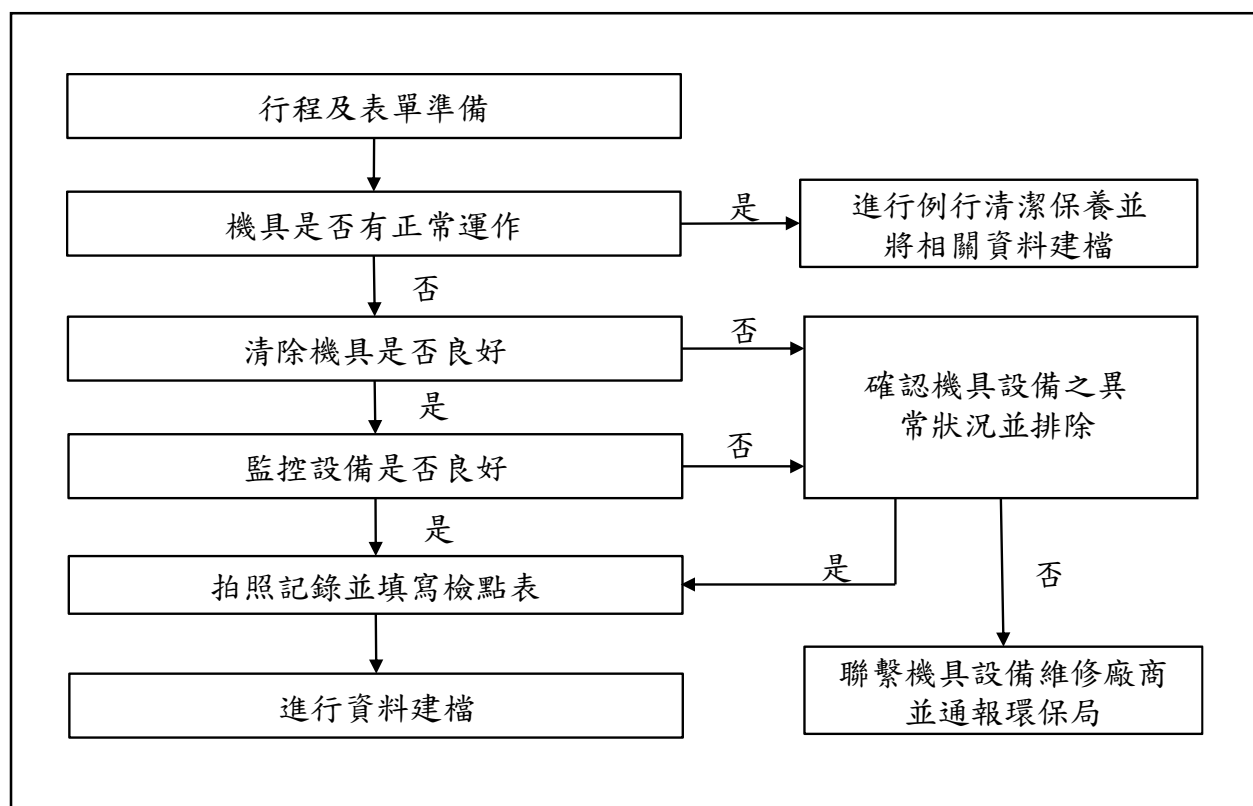 行程及表單準備
機具是否有正常運作
是
進行例行清潔保養並
將相關資料建檔
否
清除機具是否良好
否
確認機具設備之異
常狀況並排除
是
監控設備是否良好
否
是
拍照記錄並填寫檢點表
是
否
進行資料建檔
聯繫機具設備維修廠商
並通報環保局